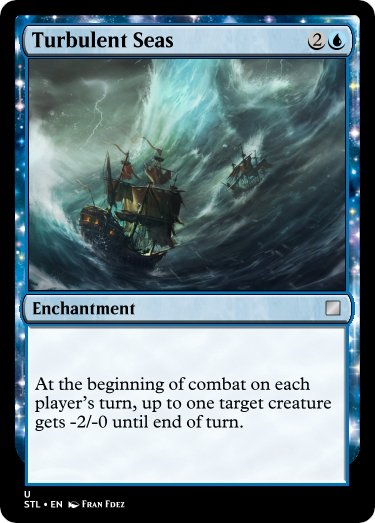 Turbulent Seas 2
Enchantment
At the beginning of combat on each
player's turn, up to one target creature
gets -2/-0 until end of turn.
U
STL • EN Fran Fdez